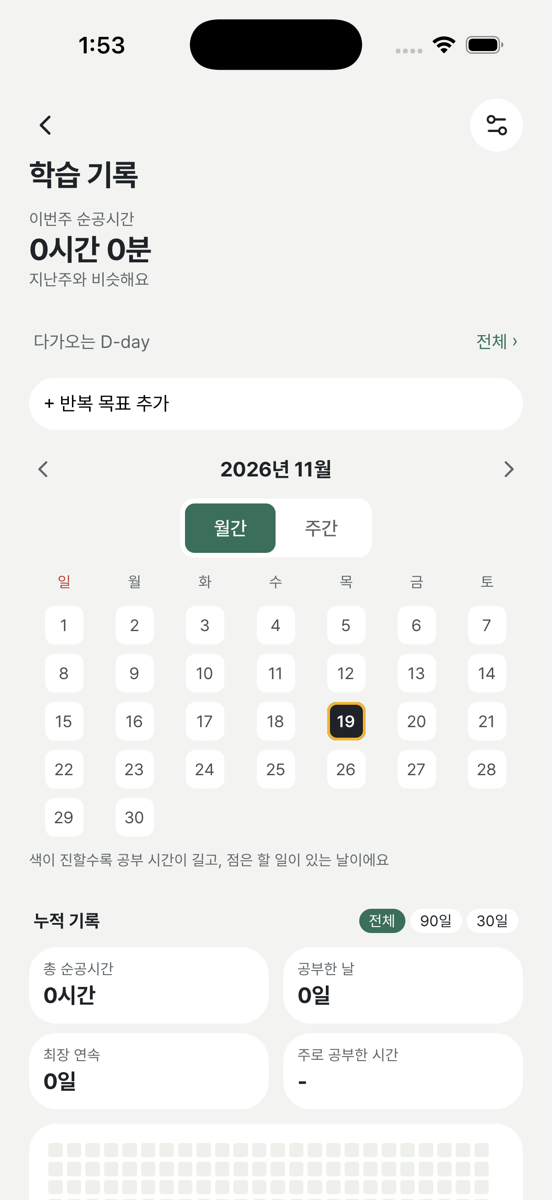 1:53
학습 기록
이번주 순공시간
0시간 0분
지난주와 비슷해요
다가오는 D-day 전체 ›
+ 반복 목표 추가
2026년 11월
월간 주간
일 월 화 수 목 금 토
1 2 3 4 5 6 7
8 9 10 11 12 13 14
15 16 17 18 19 20 21
22 23 24 25 26 27 28
29 30
색이 진할수록 공부 시간이 길고, 점은 할 일이 있는 날이에요
누적 기록 전체 90일 30일
총 순공시간 공부한 날
0시간 0일
최장 연속 주로 공부한 시간
0일 -